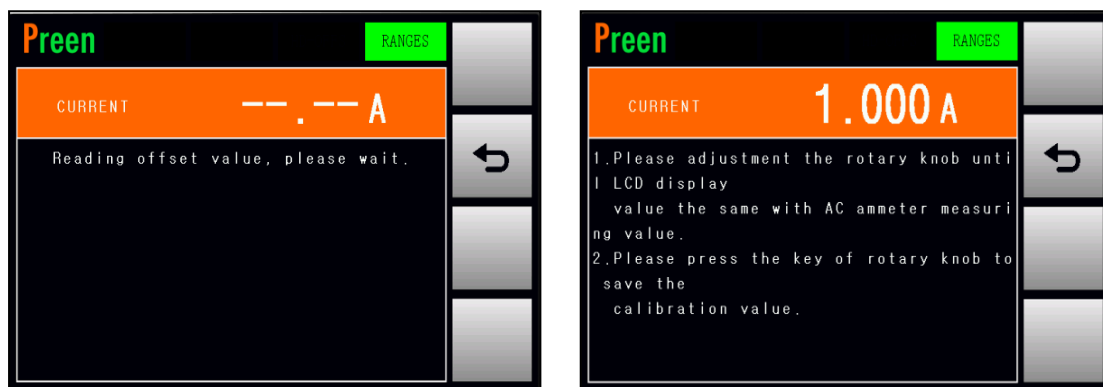 Preen
RANGES
CURRENT --.-- A
Reading offset value, please wait.
Preen
RANGES
CURRENT 1.000 A
1.Please adjustment the rotary knob unti
l LCD display
value the same with AC ammeter measuri
ng value.
2.Please press the key of rotary knob to
save the
calibration value.